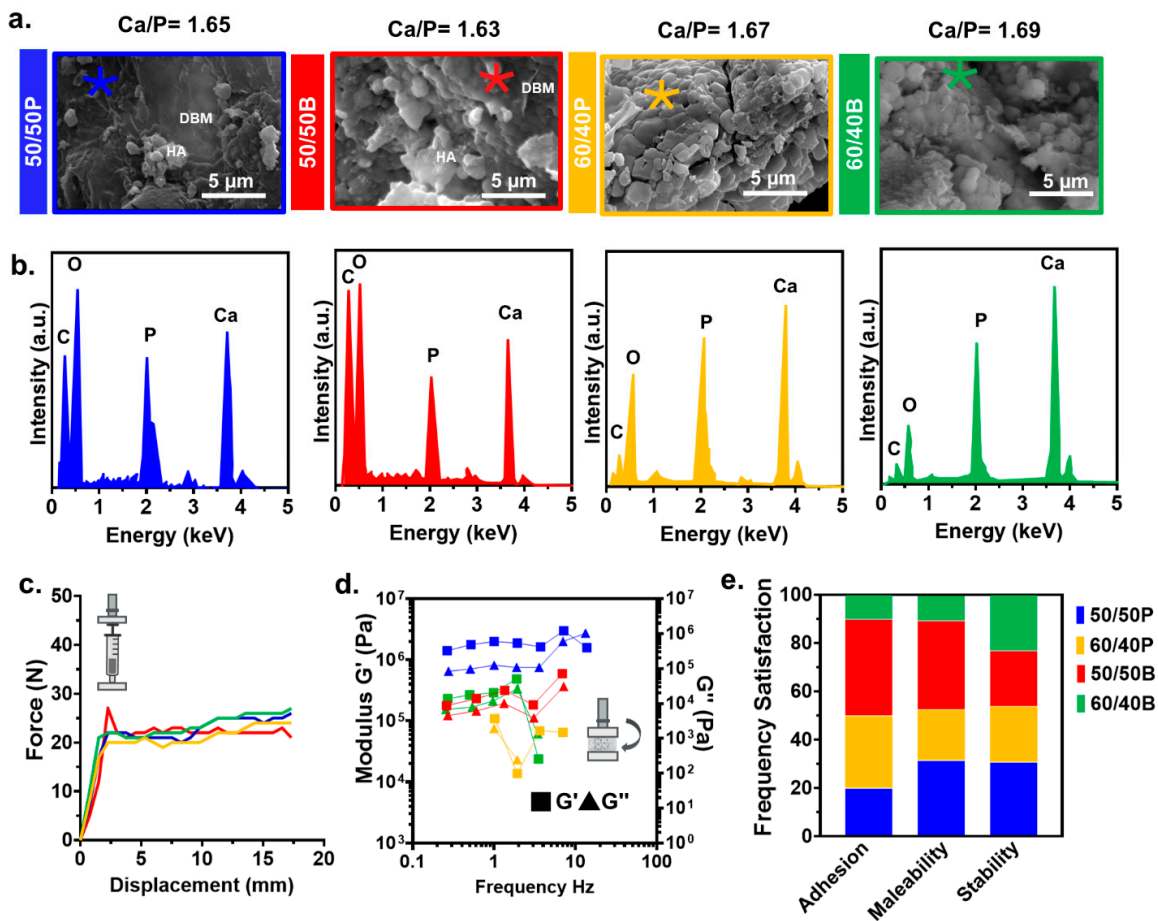 a.
Ca/P= 1.65
Ca/P= 1.63
Ca/P= 1.67
Ca/P= 1.69
50/50P
DBM
HA
5 µm
50/50B
DBM
HA
5 µm
60/40P
5 µm
60/40B
5 µm
b.
Intensity (a.u.)
C
O
P
Ca
0 1 2 3 4 5
Energy (keV)
Intensity (a.u.)
C
O
P
Ca
0 1 2 3 4 5
Energy (keV)
Intensity (a.u.)
C
O
P
Ca
0 1 2 3 4 5
Energy (keV)
Intensity (a.u.)
C
O
P
Ca
0 1 2 3 4 5
Energy (keV)
c.
Force (N)
50
40
30
20
10
0
0 5 10 15 20
Displacement (mm)
d.
Modulus G' (Pa)
10⁷
10⁶
10⁵
10⁴
10³
G'
G''
0.1 1 10 100
Frequency Hz
10⁷
10⁶
10⁵
10⁴
10³
10²
10¹
10⁰
G'' (Pa)
e.
Frequency Satisfaction
100
80
60
40
20
0
Adhesion
Maleability
Stability
50/50P
60/40P
50/50B
60/40B